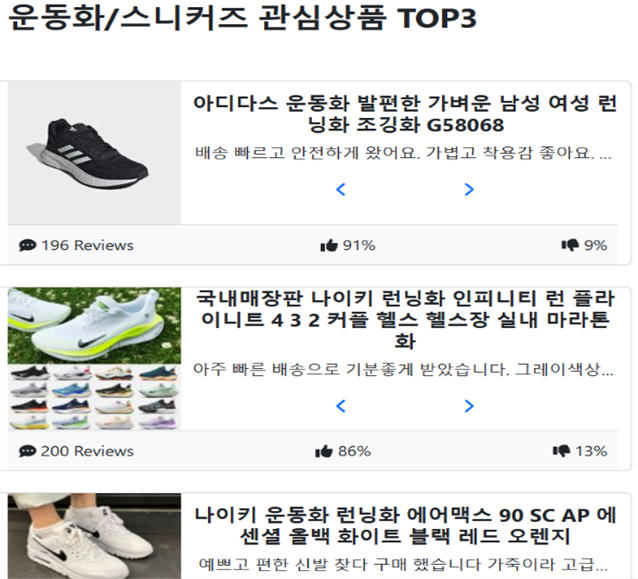 운동화/스니커즈 관심상품 TOP3
아디다스 운동화 발편한 가벼운 남성 여성 런
닝화 조깅화 G58068
배송 빠르고 안전하게 왔어요. 가볍고 착용감 좋아요. ...
196 Reviews
91%
9%
국내매장판 나이키 런닝화 인피니티 런 플라
이니트 4 3 2 커플 헬스 헬스장 실내 마라톤
화
아주 빠른 배송으로 기분좋게 받았습니다. 그레이색상...
200 Reviews
86%
13%
나이키 운동화 런닝화 에어맥스 90 SC AP 에
센셜 올백 화이트 블랙 레드 오렌지
예쁘고 편한 신발 찾다 구매 했습니다 가죽이라 고급...